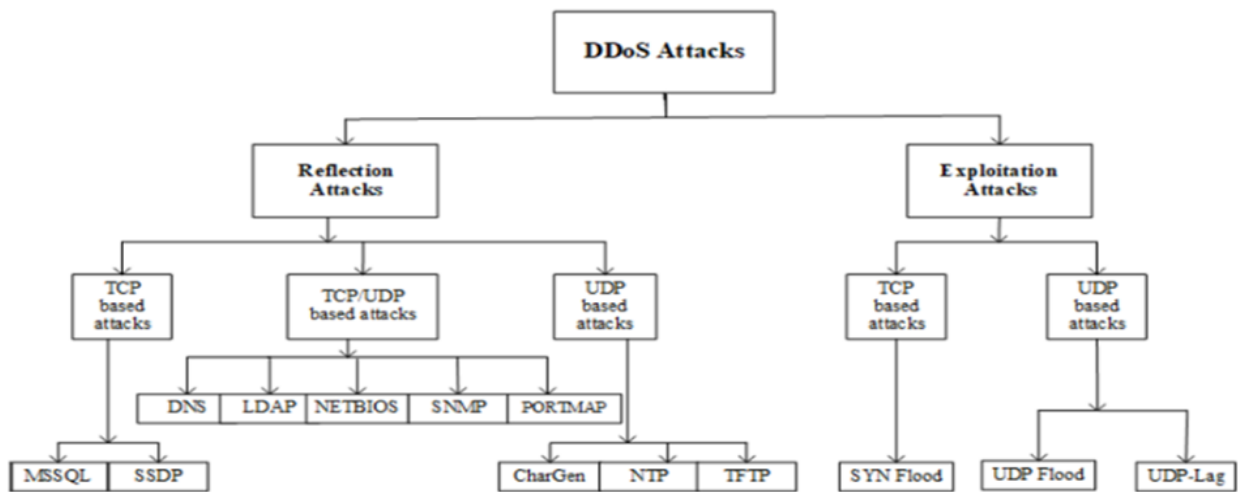 DDoS Attacks
Reflection
Attacks
Exploitation
Attacks
TCP
based
attacks
TCP/UDP
based attacks
UDP
based
attacks
TCP
based
attacks
UDP
based
attacks
DNS
LDAP
NETBIOS
SNMP
PORTMAP
MSSQL
SSDP
CharGen
NTP
TFTP
SYN Flood
UDP Flood
UDP-Lag